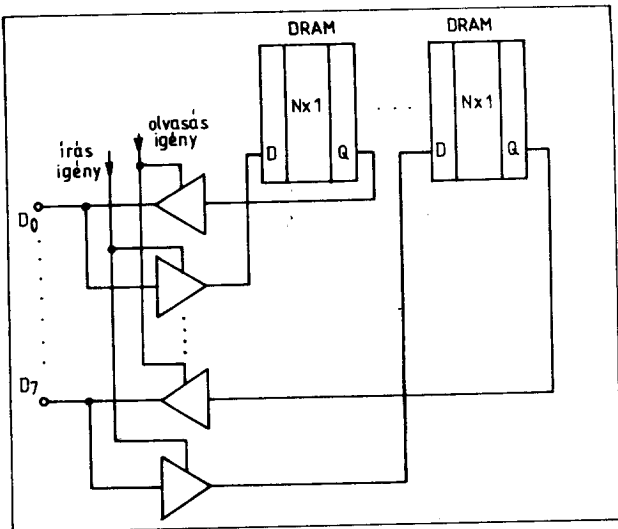 DRAM
DRAM
Nx1
Nx1
D
Q
D
Q
olvasás
igény
írás
igény
D0
D7